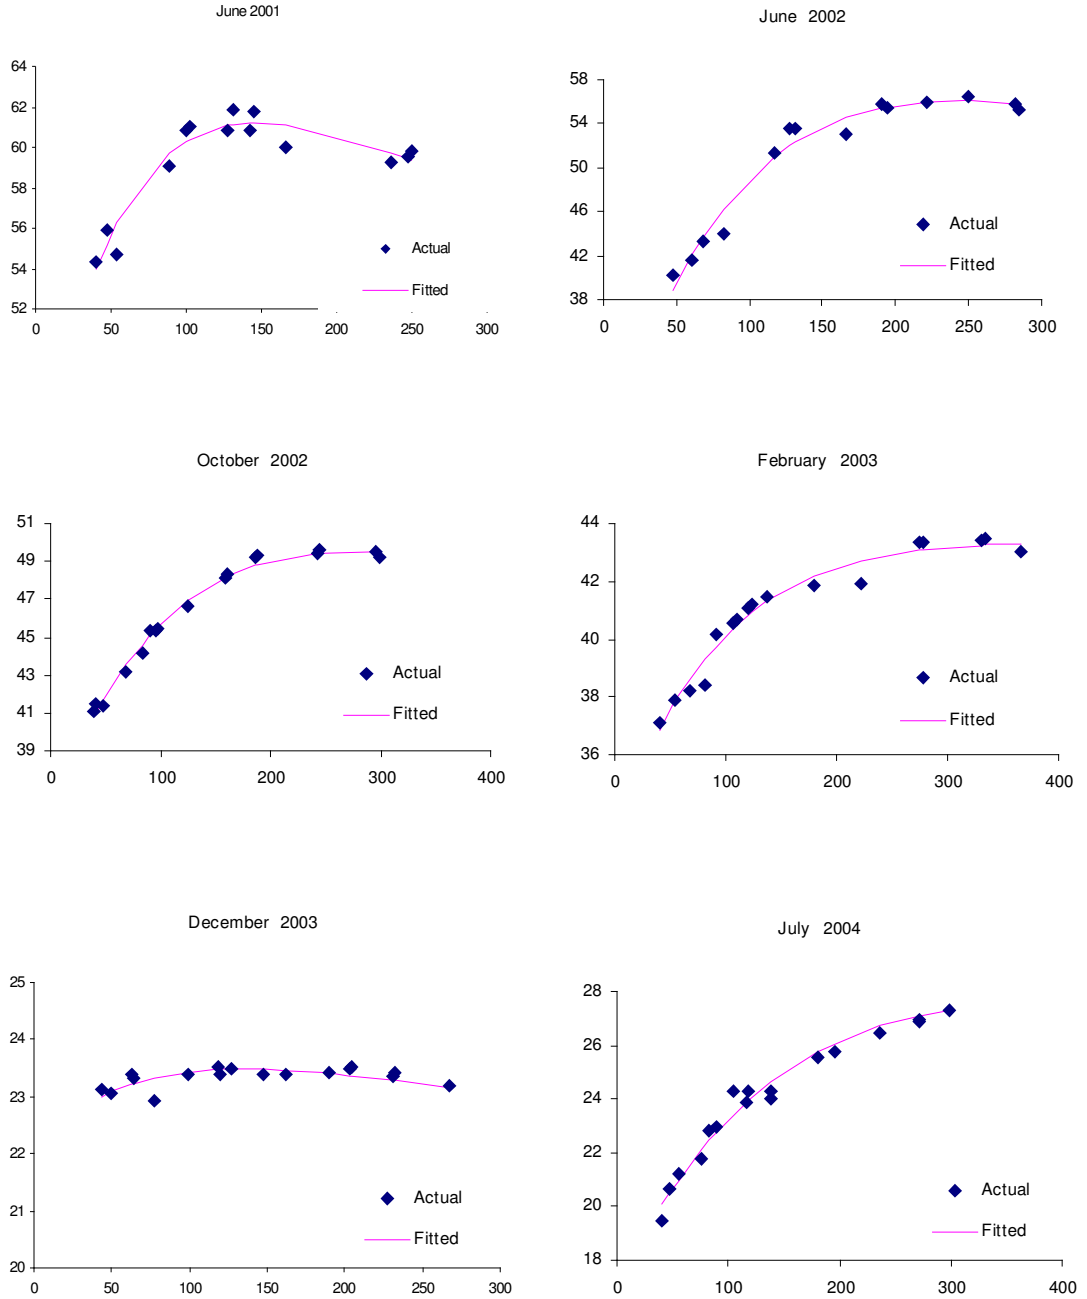 June 2001
64
62
60
58
56
54
52
0 50 100 150 200 250 300
Actual
Fitted
June 2002
58
54
50
46
42
38
0 50 100 150 200 250 300
Actual
Fitted
October 2002
51
49
47
45
43
41
39
0 100 200 300 400
Actual
Fitted
February 2003
44
42
40
38
36
0 100 200 300 400
Actual
Fitted
December 2003
25
24
23
22
21
20
0 50 100 150 200 250 300
Actual
Fitted
July 2004
28
26
24
22
20
18
0 100 200 300 400
Actual
Fitted